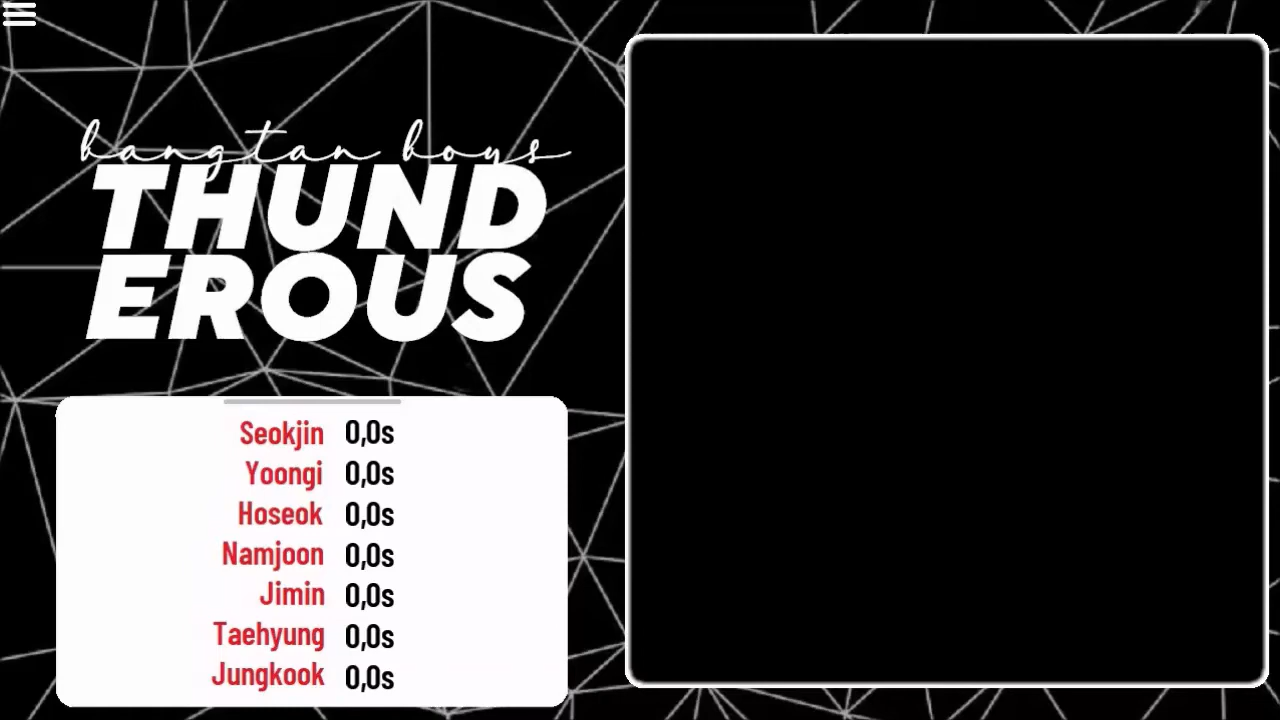 bangtan boys
THUND
EROUS
Seokjin 0,0s
Yoongi 0,0s
Hoseok 0,0s
Namjoon 0,0s
Jimin 0,0s
Taehyung 0,0s
Jungkook 0,0s